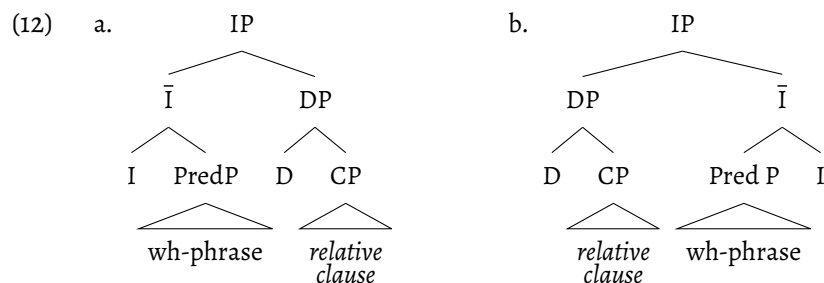 (12) a. IP b. IP
Ī DP DP Ī
I PredP D CP D CP Pred P I
wh-phrase relative clause relative clause wh-phrase